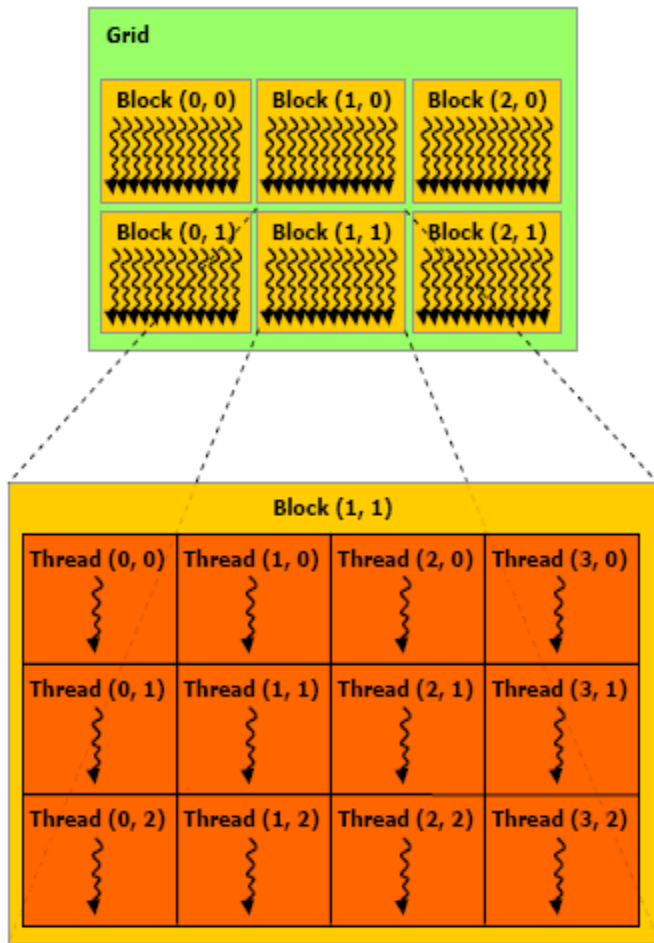 Grid
Block (0, 0) Block (1, 0) Block (2, 0)
Block (0, 1) Block (1, 1) Block (2, 1)
Block (1, 1)
Thread (0, 0) Thread (1, 0) Thread (2, 0) Thread (3, 0)
Thread (0, 1) Thread (1, 1) Thread (2, 1) Thread (3, 1)
Thread (0, 2) Thread (1, 2) Thread (2, 2) Thread (3, 2)